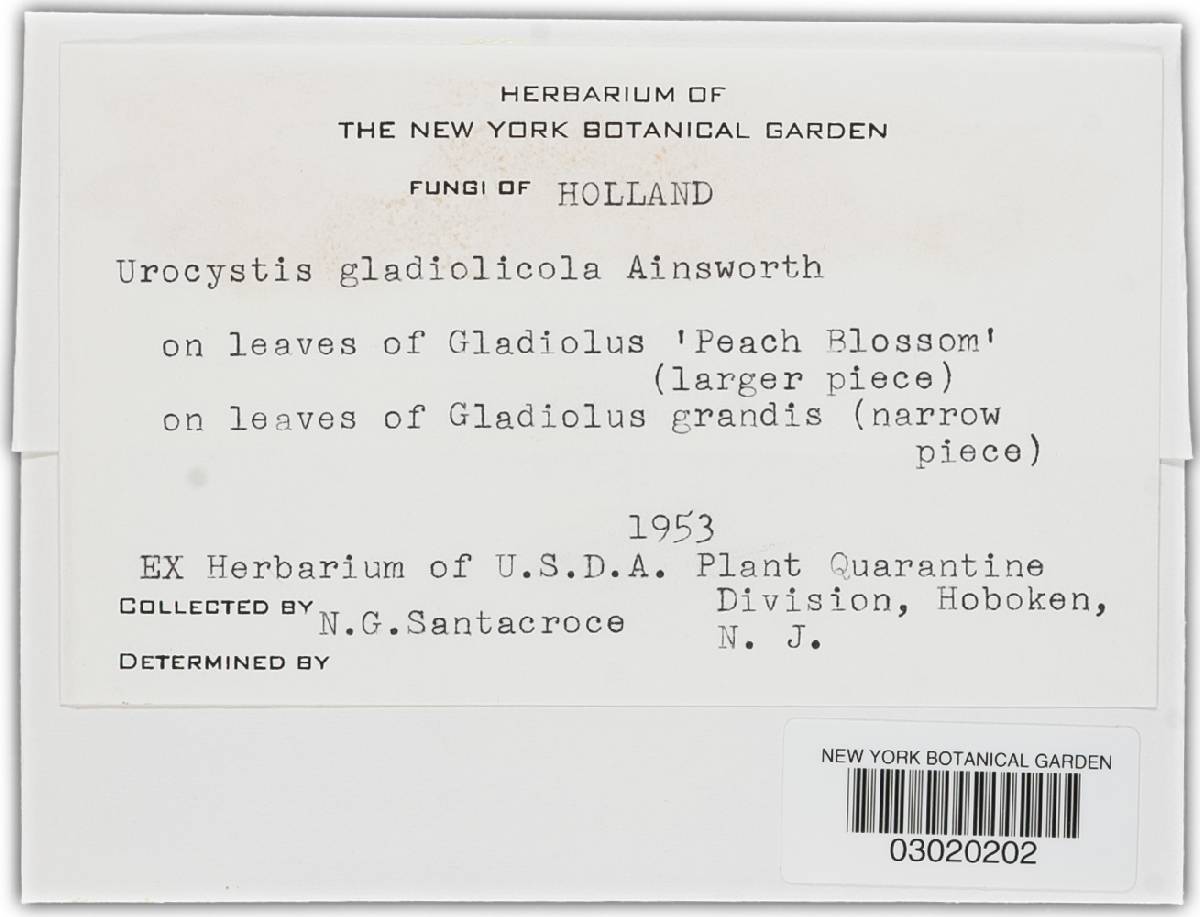 HERBARIUM OF
THE NEW YORK BOTANICAL GARDEN
FUNGI OF HOLLAND
Urocystis gladiolicola Ainsworth
on leaves of Gladiolus 'Peach Blossom'
(larger piece)
on leaves of Gladiolus grandis (narrow
piece)
1953
EX Herbarium of U.S.D.A. Plant Quarantine
Division, Hoboken,
COLLECTED BY N.G.Santacroce
N. J.
DETERMINED BY
NEW YORK BOTANICAL GARDEN
03020202